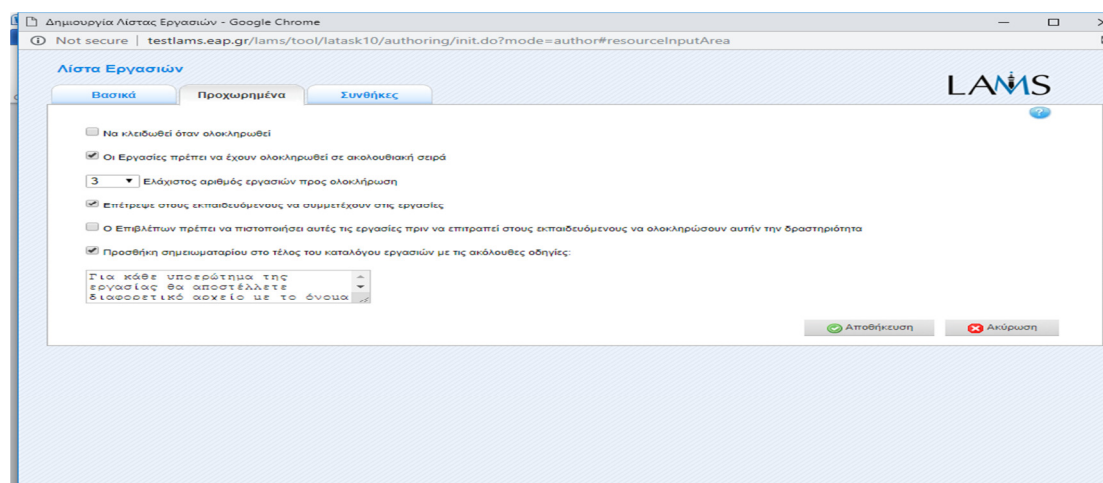 Δημιουργία Λίστας Εργασιών - Google Chrome
Not secure | testlams.eap.gr/lams/tool/latask10/authoring/init.do?mode=author#resourceInputArea
Λίστα Εργασιών
LAMS
Βασικά Προχωρημένα Συνθήκες
?
Να κλειδωθεί όταν ολοκληρωθεί
Οι Εργασίες πρέπει να έχουν ολοκληρωθεί σε ακολουθιακή σειρά
3 Ελάχιστος αριθμός εργασιών προς ολοκλήρωση
Επέτρεψε στους εκπαιδευόμενους να συμμετέχουν στις εργασίες
Ο Επιβλέπων πρέπει να πιστοποιήσει αυτές τις εργασίες πριν να επιτραπεί στους εκπαιδευόμενους να ολοκληρώσουν αυτήν την δραστηριότητα
Προσθήκη σημειωματαρίου στο τέλος του καταλόγου εργασιών με τις ακόλουθες οδηγίες:
Για κάθε υποερώτημα της
εργασίας θα αποστέλλετε
διαφορετικό αρχείο με το όνομα
Αποθήκευση Ακύρωση